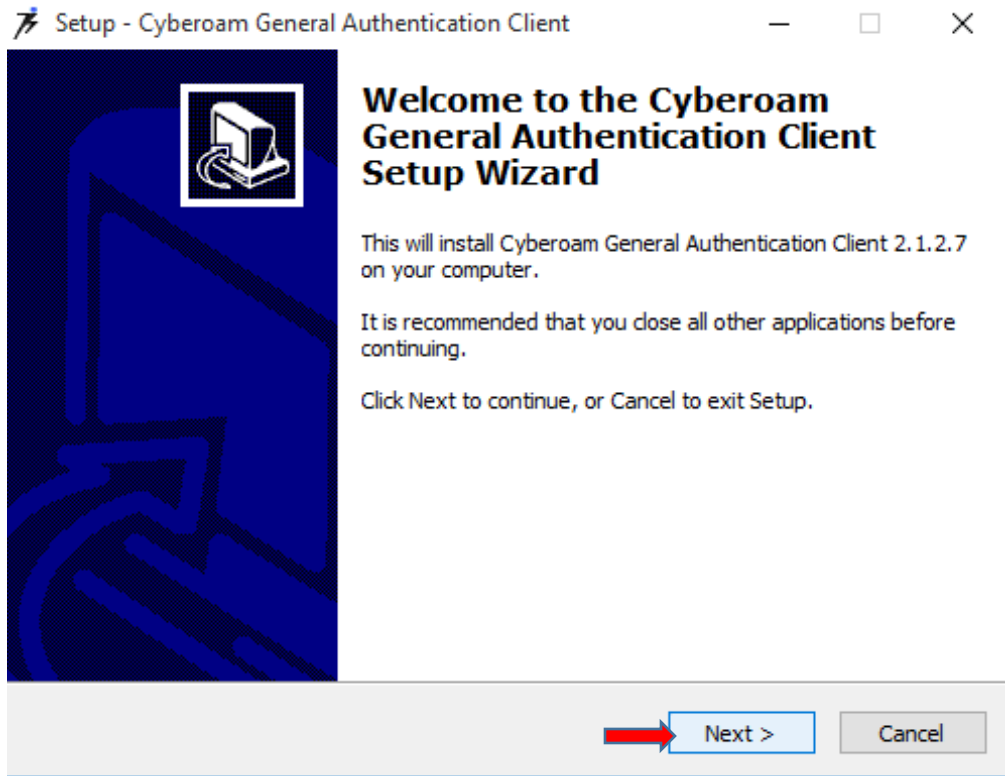 Setup - Cyberoam General Authentication Client
Welcome to the Cyberoam
General Authentication Client
Setup Wizard
This will install Cyberoam General Authentication Client 2.1.2.7
on your computer.
It is recommended that you close all other applications before
continuing.
Click Next to continue, or Cancel to exit Setup.
Next >
Cancel